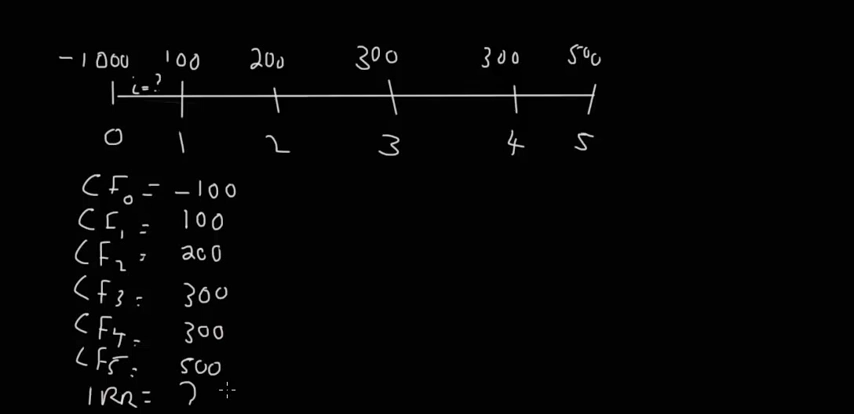 -1000 100 200 300 300 500
i=?
0 1 2 3 4 5
CF0 = -100
CF1 = 100
CF2 = 200
CF3 = 300
CF4 = 300
CF5 = 500
IRR = ?